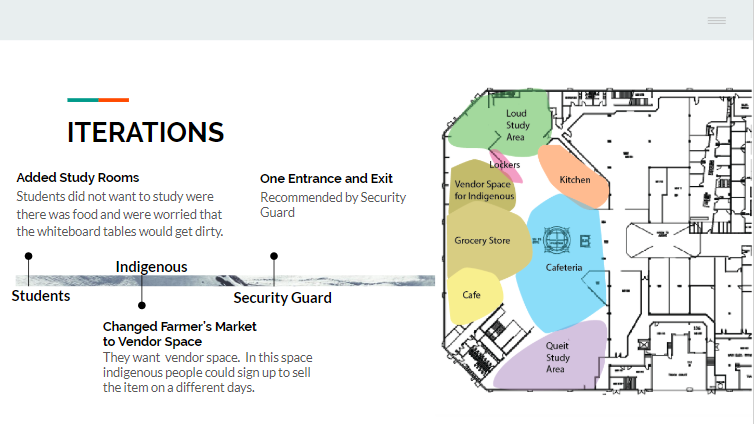 ITERATIONS
Added Study Rooms
Students did not want to study were
there was food and were worried that
the whiteboard tables would get dirty.
One Entrance and Exit
Recommended by Security
Guard
Indigenous
Students
Security Guard
Changed Farmer's Market
to Vendor Space
They want vendor space. In this space
indigenous people could sign up to sell
the item on a different days.
Loud
Study
Area
Lockers
Kitchen
Vendor Space
for Indigenous
Grocery Store
Cafeteria
Cafe
Queit
Study
Area